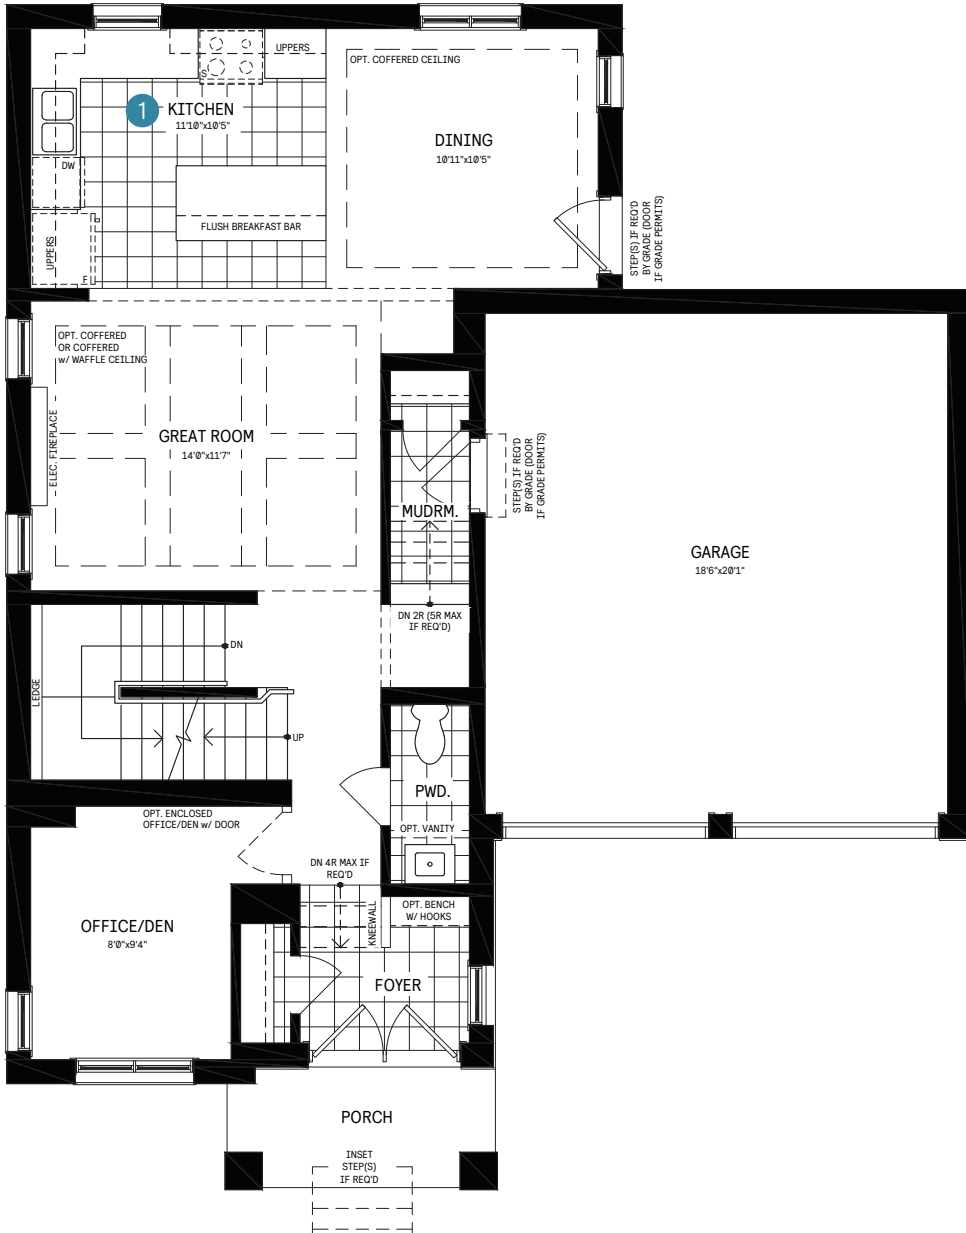 UPPERS
S
OPT. COFFERED CEILING
1
KITCHEN
11'10"x10'5"
DINING
10'11"x10'5"
DW
FLUSH BREAKFAST BAR
UPPERS
F
STEP(S) IF REQ'D
BY GRADE (DOOR
IF GRADE PERMITS)
OPT. COFFERED
OR COFFERED
w/ WAFFLE CEILING
ELEC. FIREPLACE
GREAT ROOM
14'0"x11'7"
MUDRM.
STEP(S) IF REQ'D
BY GRADE (DOOR
IF GRADE PERMITS)
GARAGE
18'6"x20'1"
DN 2R (5R MAX
IF REQ'D)
DN
LEDGE
UP
PWD.
OPT. VANITY
OPT. ENCLOSED
OFFICE/DEN w/ DOOR
DN 4R MAX IF
REQ'D
KNEEWALL
OPT. BENCH
W/ HOOKS
OFFICE/DEN
8'0"x9'4"
FOYER
PORCH
INSET
STEP(S)
IF REQ'D